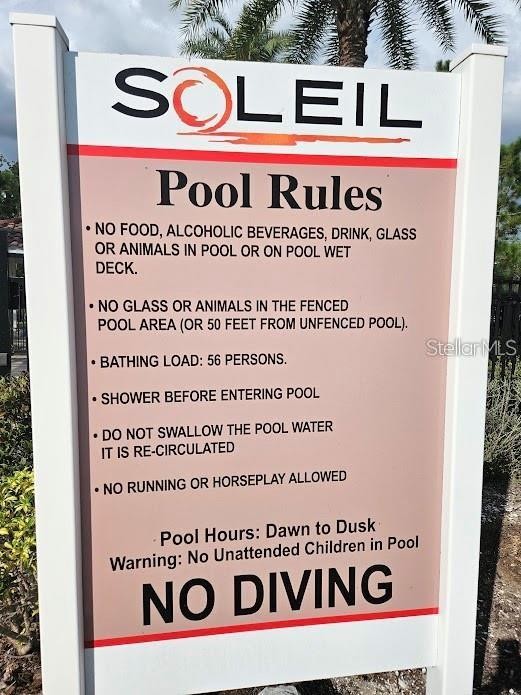 SOLEIL
Pool Rules
• NO FOOD, ALCOHOLIC BEVERAGES, DRINK, GLASS
OR ANIMALS IN POOL OR ON POOL WET
DECK.
• NO GLASS OR ANIMALS IN THE FENCED
POOL AREA (OR 50 FEET FROM UNFENCED POOL).
• BATHING LOAD: 56 PERSONS.
• SHOWER BEFORE ENTERING POOL
• DO NOT SWALLOW THE POOL WATER
IT IS RE-CIRCULATED
• NO RUNNING OR HORSEPLAY ALLOWED
Pool Hours: Dawn to Dusk
Warning: No Unattended Children in Pool
NO DIVING
StellarMLS